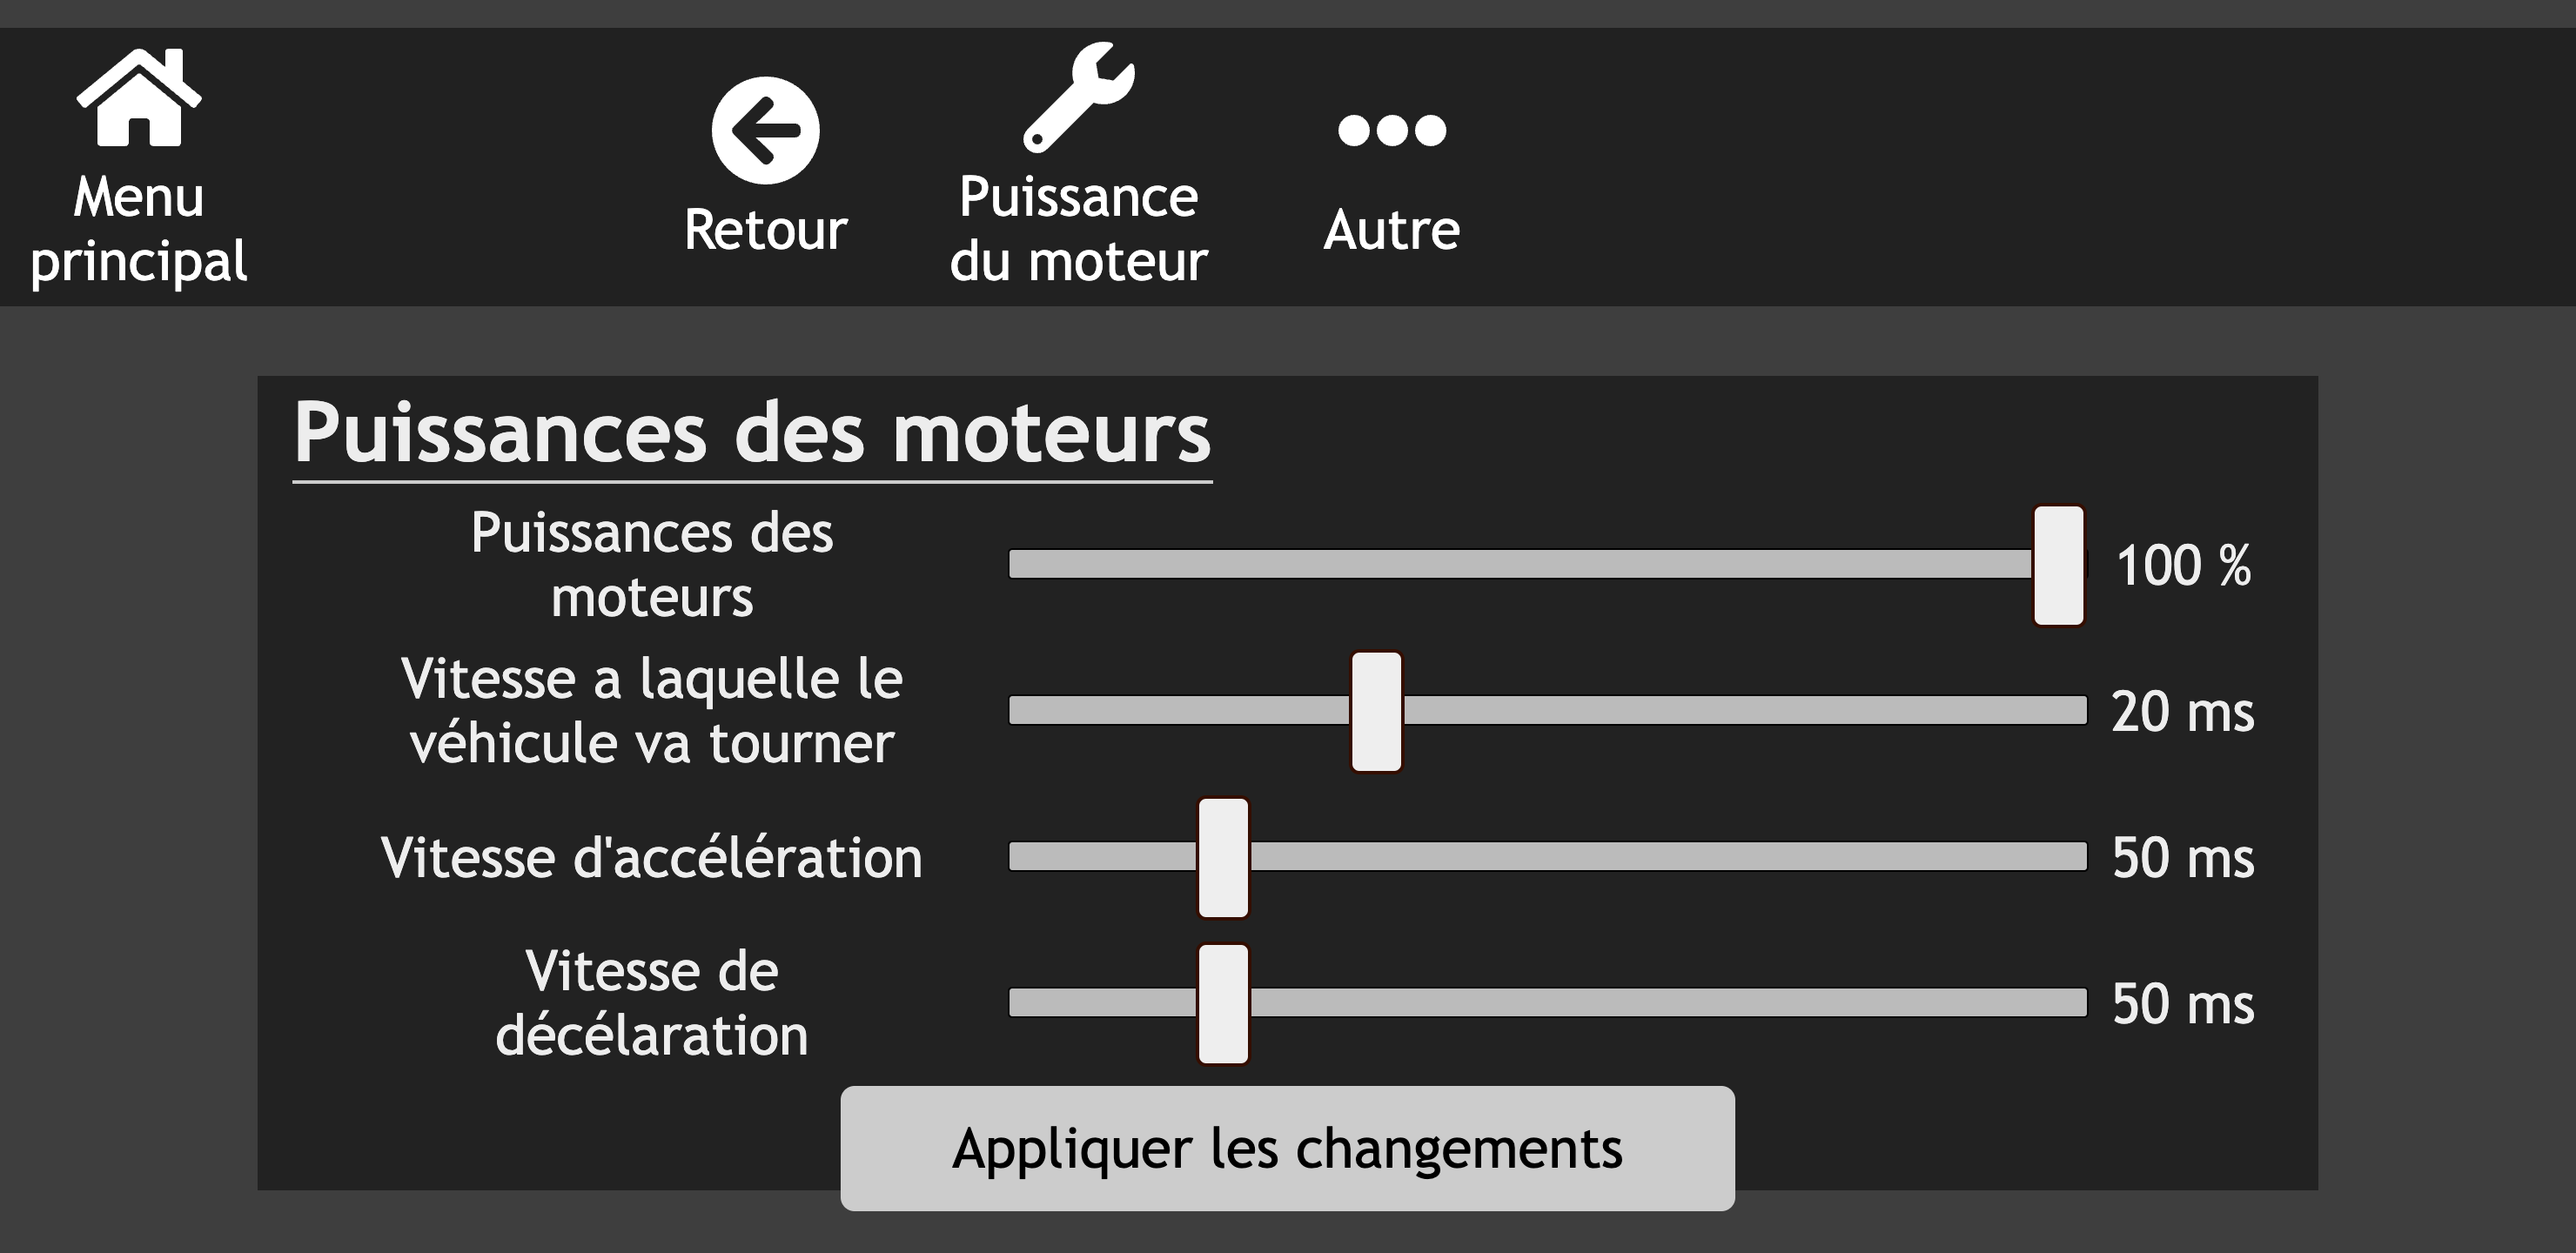 Menu
principal
Retour
Puissance
du moteur
Autre
Puissances des moteurs
Puissances des
moteurs
100 %
Vitesse a laquelle le
véhicule va tourner
20 ms
Vitesse d'accélération
50 ms
Vitesse de
décélaration
50 ms
Appliquer les changements